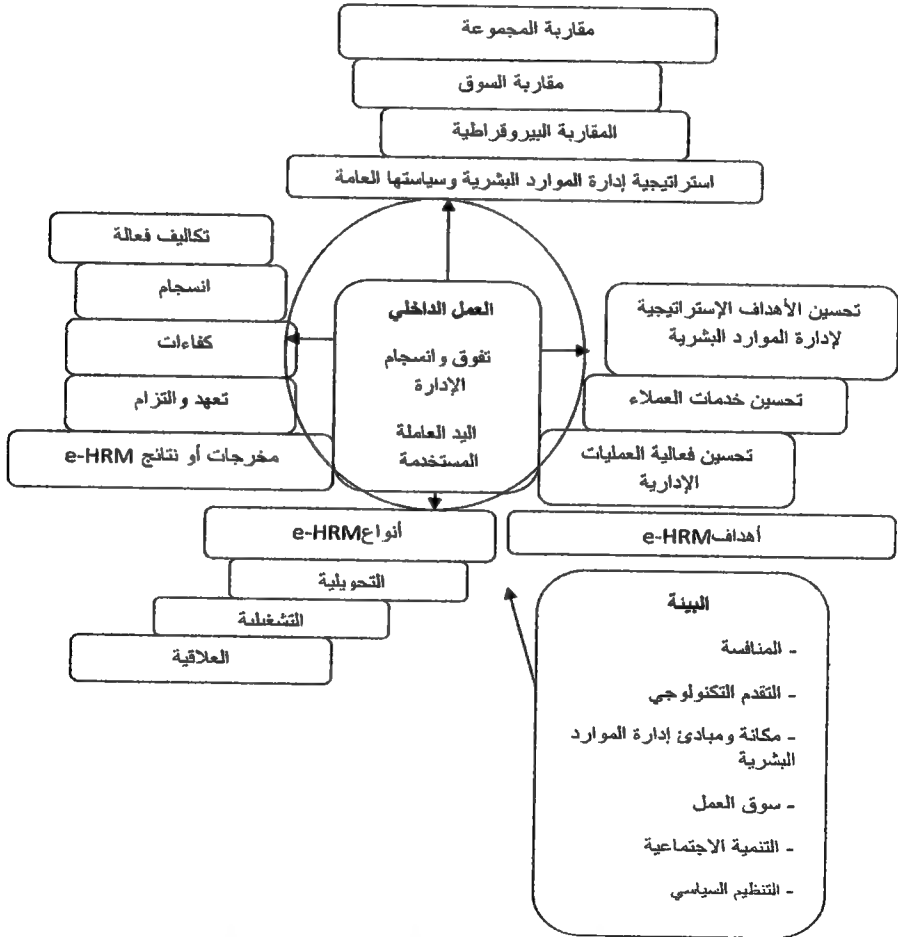 مقاربة المجموعة
مقاربة السوق
المقاربة البيروقراطية
استراتيجية إدارة الموارد البشرية وسياستها العامة
تكاليف فعالة
انسجام
كفاءات
تعهد والتزام
مخرجات أو نتائج e-HRM
العمل الداخلي
تفوق وانسجام
الإدارة
اليد العاملة
المستخدمة
تحسين الأهداف الإستراتيجية
لإدارة الموارد البشرية
تحسين خدمات العملاء
تحسين فعالية العمليات
الإدارية
أهدافe-HRM
أنواعe-HRM
التحويلية
التشغيلية
العلاقية
البيئة
- المنافسة
- التقدم التكنولوجي
- مكانة ومبادئ إدارة الموارد
البشرية
- سوق العمل
- التنمية الاجتماعية
- التنظيم السياسي